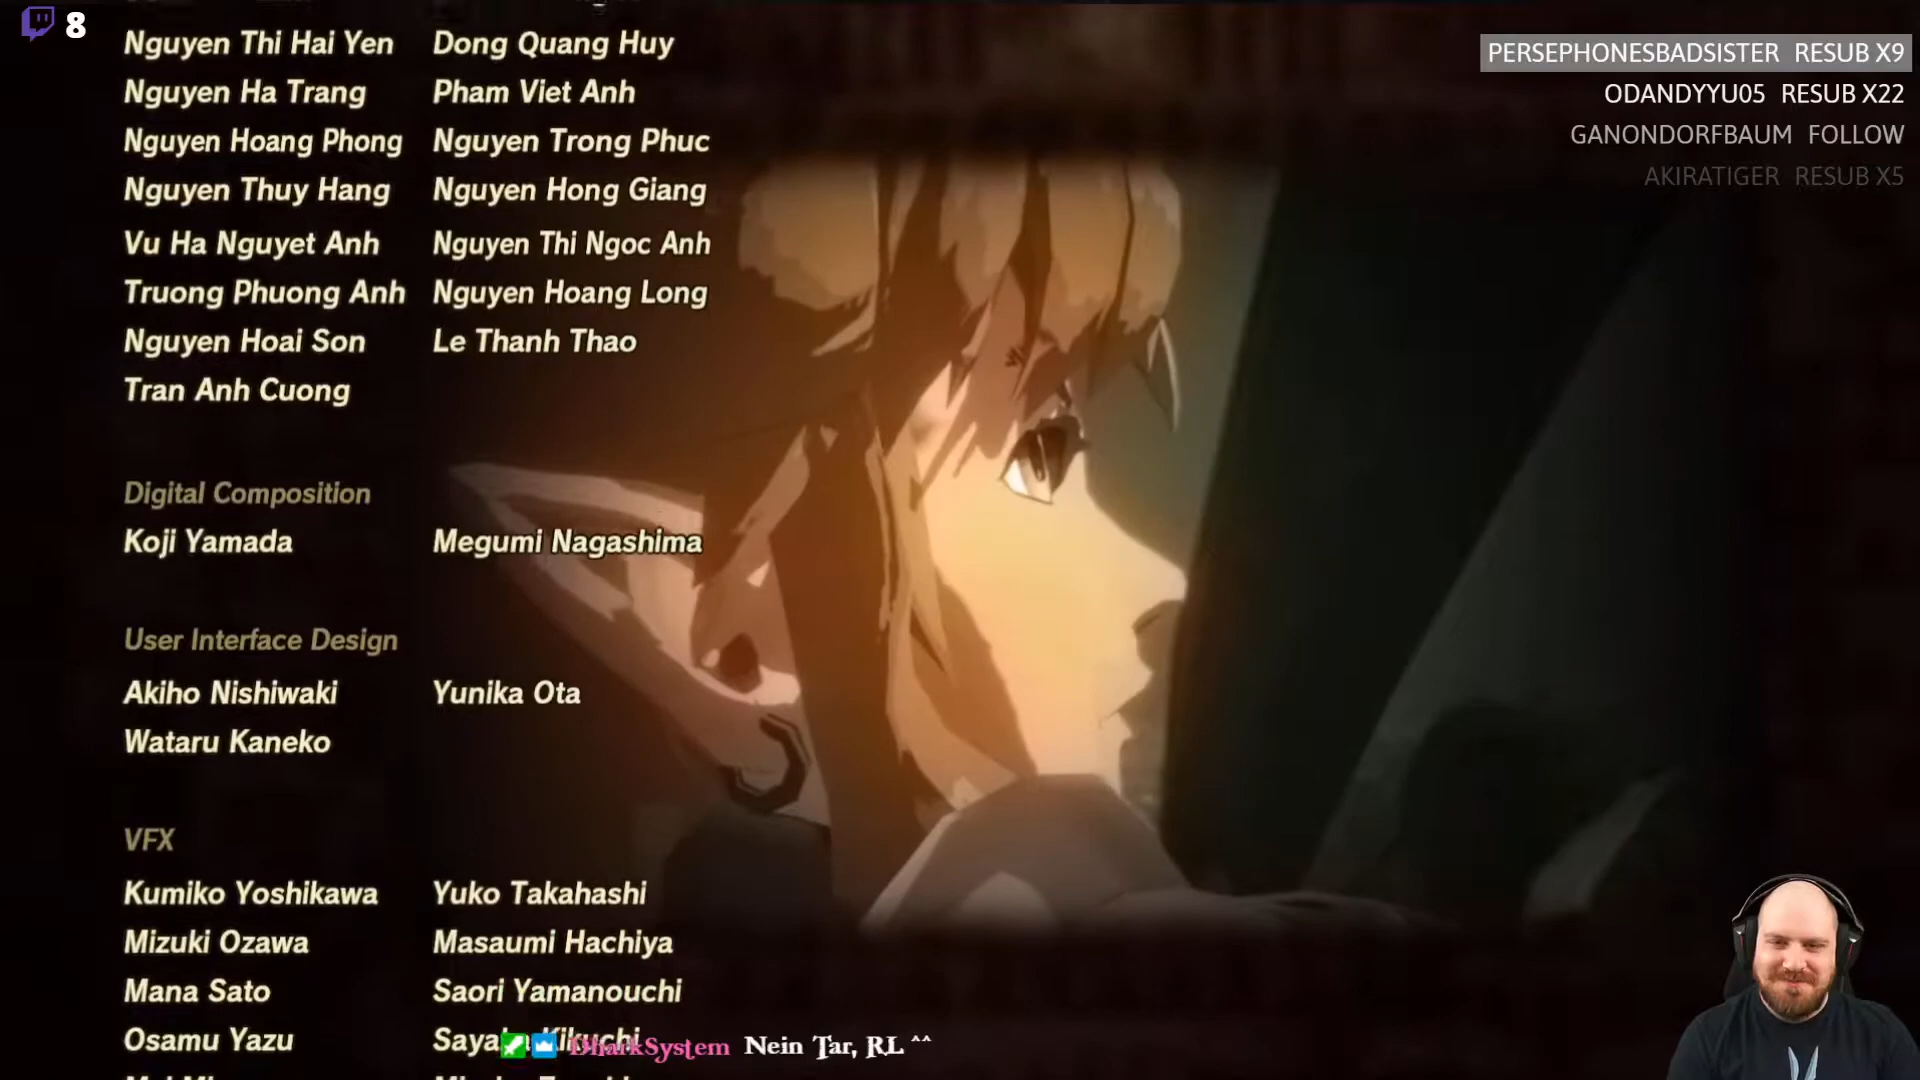 8
PERSEPHONESBADSISTER RESUB X9
ODANDYYU05 RESUB X22
GANONDORFBAUM FOLLOW
AKIRATIGER RESUB X5
Nguyen Thi Hai Yen Dong Quang Huy
Nguyen Ha Trang Pham Viet Anh
Nguyen Hoang Phong Nguyen Trong Phuc
Nguyen Thuy Hang Nguyen Hong Giang
Vu Ha Nguyet Anh Nguyen Thi Ngoc Anh
Truong Phuong Anh Nguyen Hoang Long
Nguyen Hoai Son Le Thanh Thao
Tran Anh Cuong
Digital Composition
Koji Yamada Megumi Nagashima
User Interface Design
Akiho Nishiwaki Yunika Ota
Wataru Kaneko
VFX
Kumiko Yoshikawa Yuko Takahashi
Mizuki Ozawa Masaumi Hachiya
Mana Sato Saori Yamanouchi
Osamu Yazu Kikuchi
DharkSystem Nein Tar, RL ^^